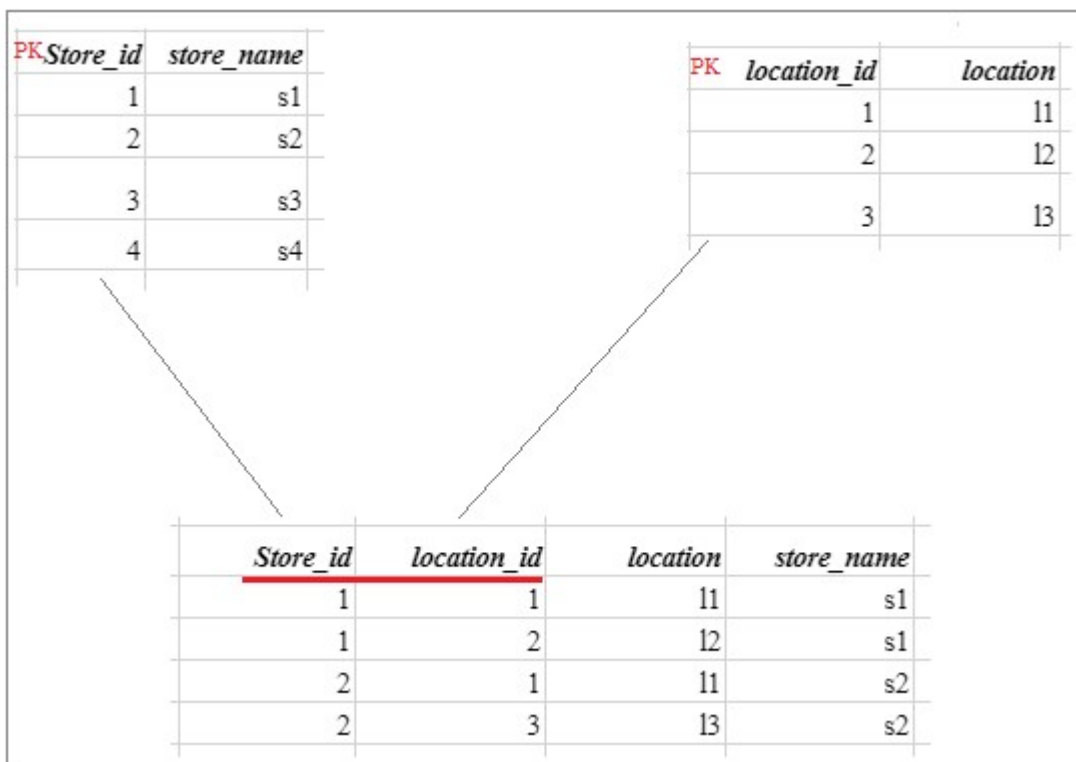 PK Store_id store_name
1 s1
2 s2
3 s3
4 s4
PK location_id location
1 l1
2 l2
3 l3
Store_id location_id location store_name
1 1 l1 s1
1 2 l2 s1
2 1 l1 s2
2 3 l3 s2